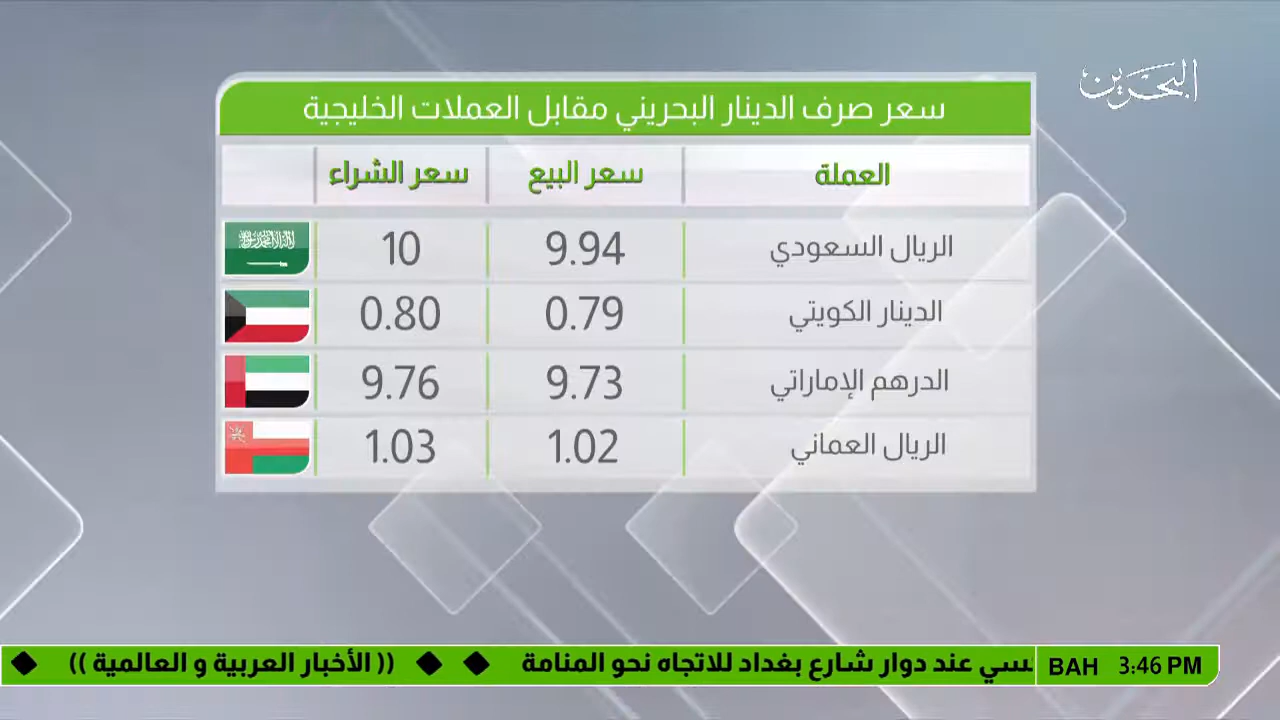 البحرين
سعر صرف الدينار البحريني مقابل العملات الخليجية
العملة سعر البيع سعر الشراء
الريال السعودي 9.94 10
الدينار الكويتي 0.79 0.80
الدرهم الإماراتي 9.73 9.76
الريال العماني 1.02 1.03
BAH 3:46 PM
عند دوار شارع بغداد للاتجاه نحو المنامة ◆ ◆ (( الأخبار العربية و العالمية )) ◆